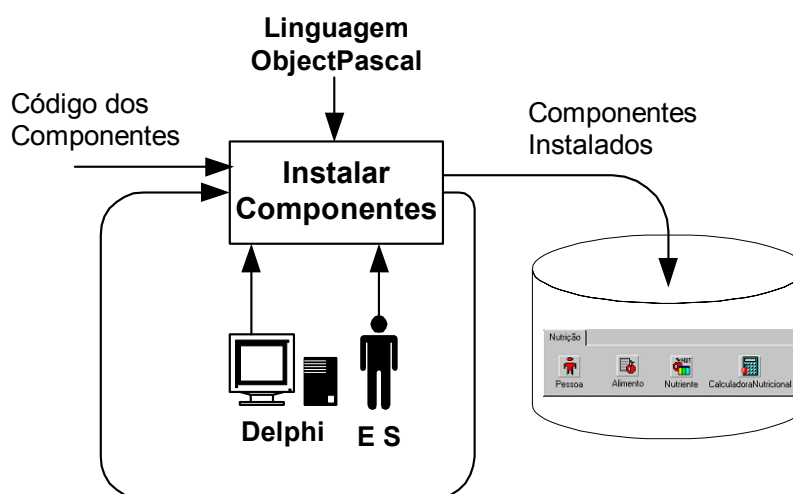 Linguagem
ObjectPascal
Código dos
Componentes
Componentes
Instalados
Instalar
Componentes
Nutrição
Pessoa
Alimento
Nutriente
CalculadoraNutricional
Delphi
E S